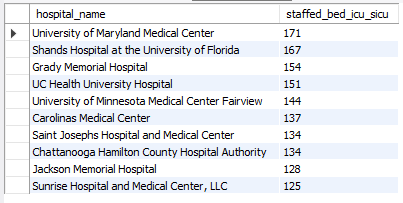 hospital_name staffed_bed_icu_sicu
University of Maryland Medical Center 171
Shands Hospital at the University of Florida 167
Grady Memorial Hospital 154
UC Health University Hospital 151
University of Minnesota Medical Center Fairview 144
Carolinas Medical Center 137
Saint Josephs Hospital and Medical Center 134
Chattanooga Hamilton County Hospital Authority 134
Jackson Memorial Hospital 128
Sunrise Hospital and Medical Center, LLC 125